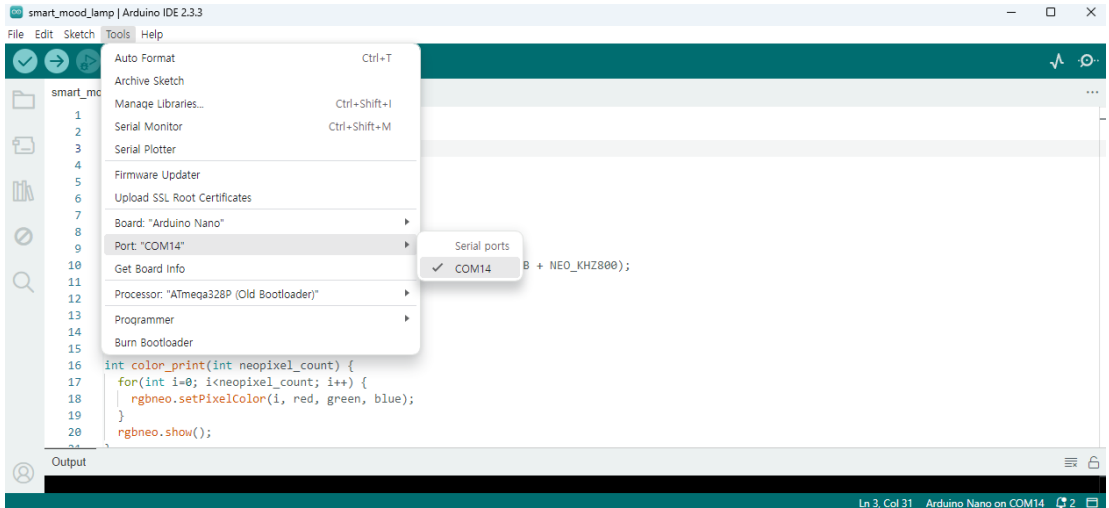 smart_mood_lamp | Arduino IDE 2.3.3
File Edit Sketch Tools Help
smart_mo
Auto Format Ctrl+T
Archive Sketch
Manage Libraries... Ctrl+Shift+I
Serial Monitor Ctrl+Shift+M
Serial Plotter
Firmware Updater
Upload SSL Root Certificates
Board: "Arduino Nano"
Port: "COM14"
Serial ports
COM14
Get Board Info
Processor: "ATmega328P (Old Bootloader)"
Programmer
Burn Bootloader
1
2
3
4
5
6
7
8
9
10 B + NEO_KHZ800);
11
12
13
14
15
16 int color_print(int neopixel_count) {
17 for(int i=0; i<neopixel_count; i++) {
18 rgbneo.setPixelColor(i, red, green, blue);
19 }
20 rgbneo.show();
Output
Ln 3, Col 31 Arduino Nano on COM14 2